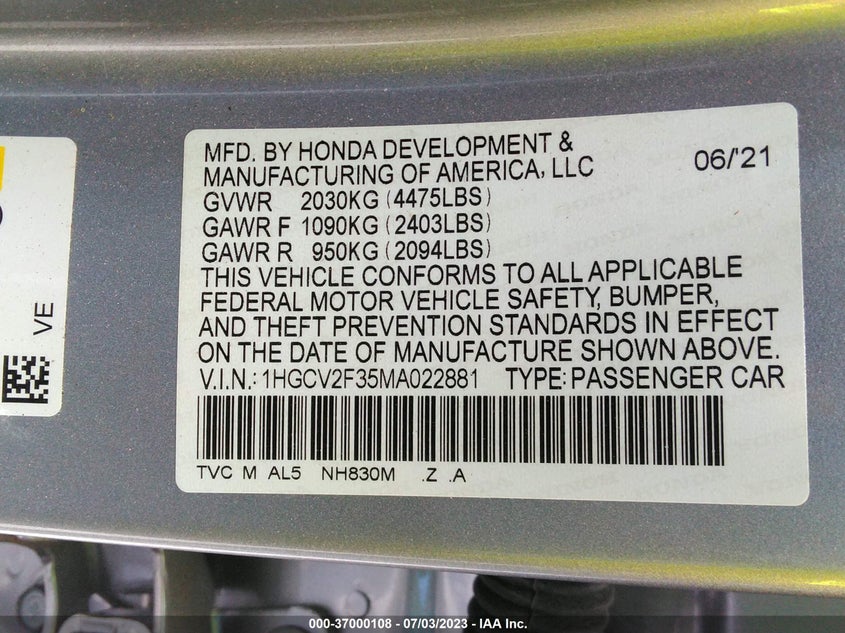 MFD. BY HONDA DEVELOPMENT &
MANUFACTURING OF AMERICA, LLC 06/'21
GVWR 2030KG (4475LBS)
GAWR F 1090KG (2403LBS)
GAWR R 950KG (2094LBS)
THIS VEHICLE CONFORMS TO ALL APPLICABLE
FEDERAL MOTOR VEHICLE SAFETY, BUMPER,
AND THEFT PREVENTION STANDARDS IN EFFECT
ON THE DATE OF MANUFACTURE SHOWN ABOVE.
V.I.N.: 1HGCV2F35MA022881 TYPE: PASSENGER CAR
TVC M AL5 NH830M .Z .A
VE
000-37000108 - 07/03/2023 - IAA Inc.